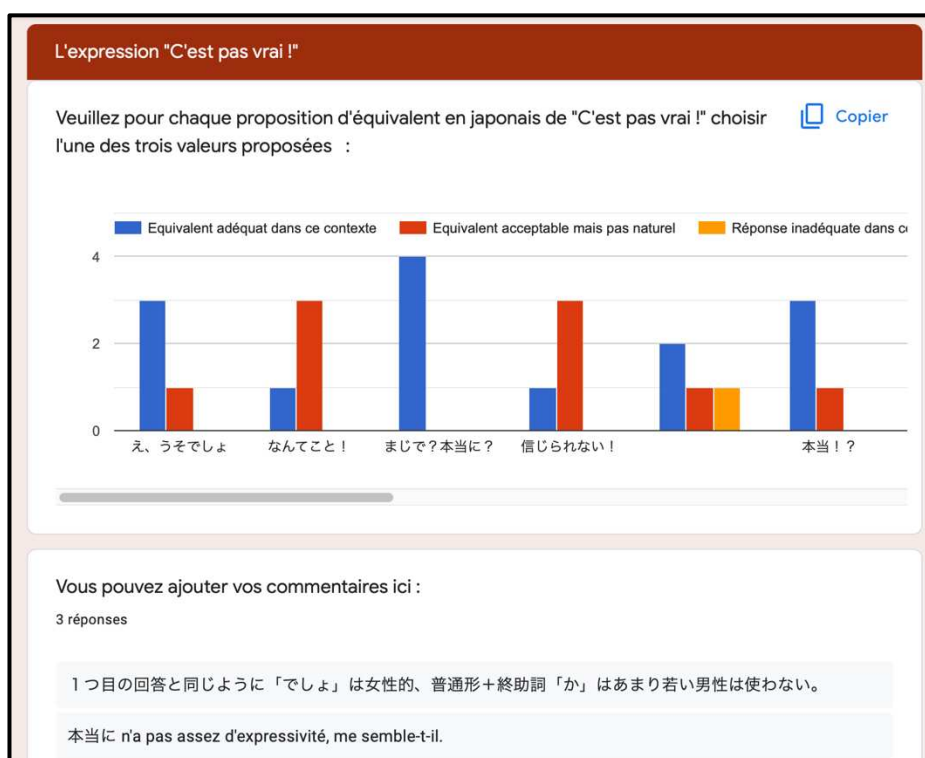 L'expression "C'est pas vrai !"
Veuillez pour chaque proposition d'équivalent en japonais de "C'est pas vrai !" choisir
l'une des trois valeurs proposées :
Copier
Equivalent adéquat dans ce contexte
Equivalent acceptable mais pas naturel
Réponse inadéquate dans
4
2
0
え、うそでしょ
なんてこと！
まじで？本当に？
信じられない！
本当！？
Vous pouvez ajouter vos commentaires ici :
3 réponses
１つ目の回答と同じように「でしょ」は女性的、普通形＋終助詞「か」はあまり若い男性は使わない。
本当に n'a pas assez d'expressivité, me semble-t-il.